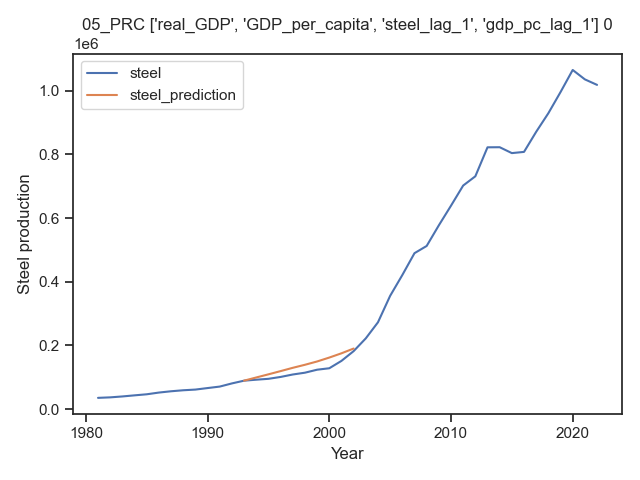 05_PRC ['real_GDP', 'GDP_per_capita', 'steel_lag_1', 'gdp_pc_lag_1'] 0
1e6
steel
steel_prediction
1.0
0.8
0.6
0.4
0.2
0.0
Steel production
1980
1990
2000
2010
2020
Year